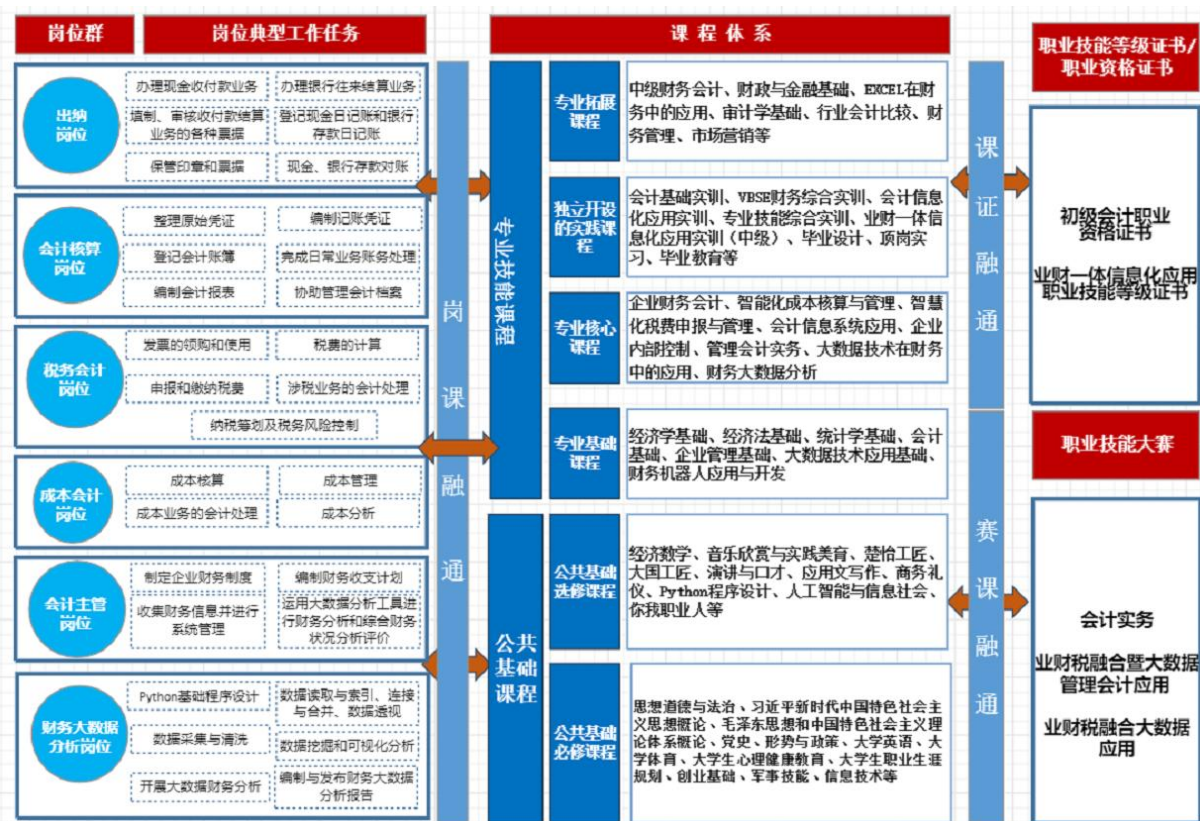 岗位群
岗位典型工作任务
课程体系
职业技能等级证书/
职业资格证书
出纳
岗位
办理现金收付款业务
办理银行往来结算业务
填制、审核收付款结算
业务的各种票据
登记现金日记账和银行
存款日记账
保管印章和票据
现金、银行存款对账
会计核算
岗位
整理原始凭证
编制记账凭证
登记会计账簿
完成日常业务账务处理
编制会计报表
协助管理会计档案
税务会计
岗位
发票的领购和使用
税费的计算
申报和缴纳税费
涉税业务的会计处理
纳税筹划及税务风险控制
成本会计
岗位
成本核算
成本管理
成本业务的会计处理
成本分析
会计主管
岗位
制定企业财务制度
编制财务收支计划
收集财务信息并进行
系统管理
运用大数据分析工具进
行财务分析和综合财务
状况分析评价
财务大数据
分析岗位
Python基础程序设计
数据读取与索引、连接
与合并、数据透视
数据采集与清洗
数据挖掘和可视化分析
开展大数据财务分析
编制与发布财务大数据
分析报告
岗课融通
专业技能课程
专业拓展
课程
中级财务会计、财政与金融基础、EXCEL在财
务中的应用、审计学基础、行业会计比较、财
务管理、市场营销等
独立开设
的实践课
程
会计基础实训、VBSE财务综合实训、会计信息
化应用实训、专业技能综合实训、业财一体信
息化应用实训（中级）、毕业设计、顶岗实
习、毕业教育等
专业核心
课程
企业财务会计、智能化成本核算与管理、智慧
化税费申报与管理、会计信息系统应用、企业
内部控制、管理会计实务、大数据技术在财务
中的应用、财务大数据分析
专业基础
课程
经济学基础、经济法基础、统计学基础、会计
基础、企业管理基础、大数据技术应用基础、
财务机器人应用与开发
公共
基础
课程
公共基础
选修课程
经济数学、音乐欣赏与实践美育、楚怡工匠、
大国工匠、演讲与口才、应用文写作、商务礼
仪、Python程序设计、人工智能与信息社会、
你我职业人等
公共基础
必修课程
思想道德与法治、习近平新时代中国特色社会主
义思想概论、毛泽东思想和中国特色社会主义理
论体系概论、党史、形势与政策、大学英语、大
学体育、大学生心理健康教育、大学生职业生涯
规划、创业基础、军事技能、信息技术等
课证融通
赛课融通
初级会计职业
资格证书
业财一体信息化应用
职业技能等级证书
职业技能大赛
会计实务
业财税融合暨大数据
管理会计应用
业财税融合大数据
应用